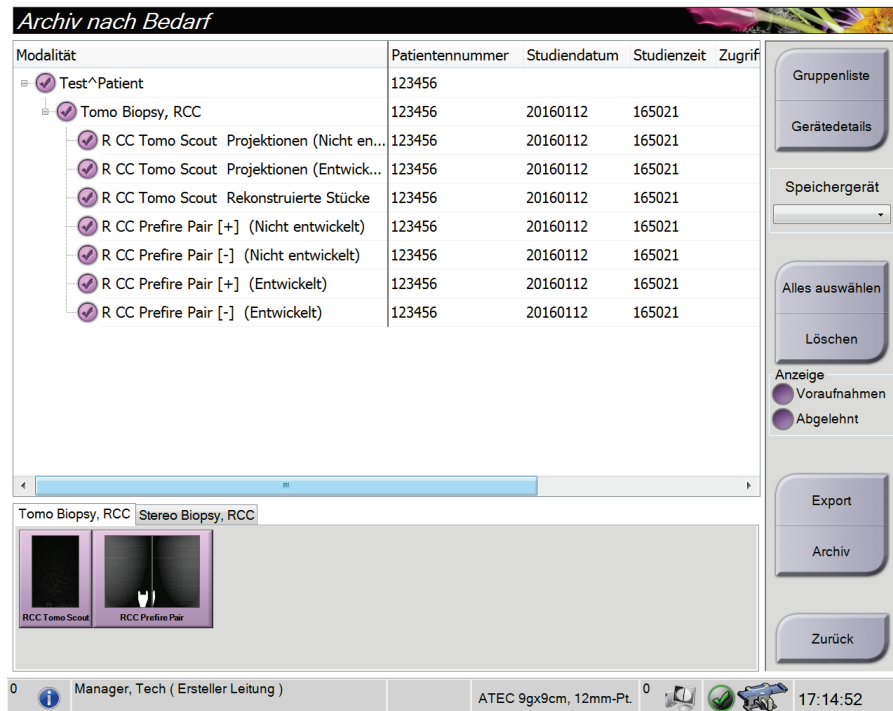 Archiv nach Bedarf
Modalität Patientennummer Studiendatum Studienzeit Zugrif
Test^Patient 123456
Tomo Biopsy, RCC 123456 20160112 165021
R CC Tomo Scout Projektionen (Nicht en... 123456 20160112 165021
R CC Tomo Scout Projektionen (Entwick... 123456 20160112 165021
R CC Tomo Scout Rekonstruierte Stücke 123456 20160112 165021
R CC Prefire Pair [+] (Nicht entwickelt) 123456 20160112 165021
R CC Prefire Pair [-] (Nicht entwickelt) 123456 20160112 165021
R CC Prefire Pair [+] (Entwickelt) 123456 20160112 165021
R CC Prefire Pair [-] (Entwickelt) 123456 20160112 165021
Gruppenliste
Gerätedetails
Speichergerät
Alles auswählen
Löschen
Anzeige
Voraufnahmen
Abgelehnt
Export
Archiv
Zurück
Tomo Biopsy, RCC Stereo Biopsy, RCC
RCC Tomo Scout RCC Prefire Pair
0 Manager, Tech ( Ersteller Leitung ) ATEC 9gx9cm, 12mm-Pt. 0 17:14:52